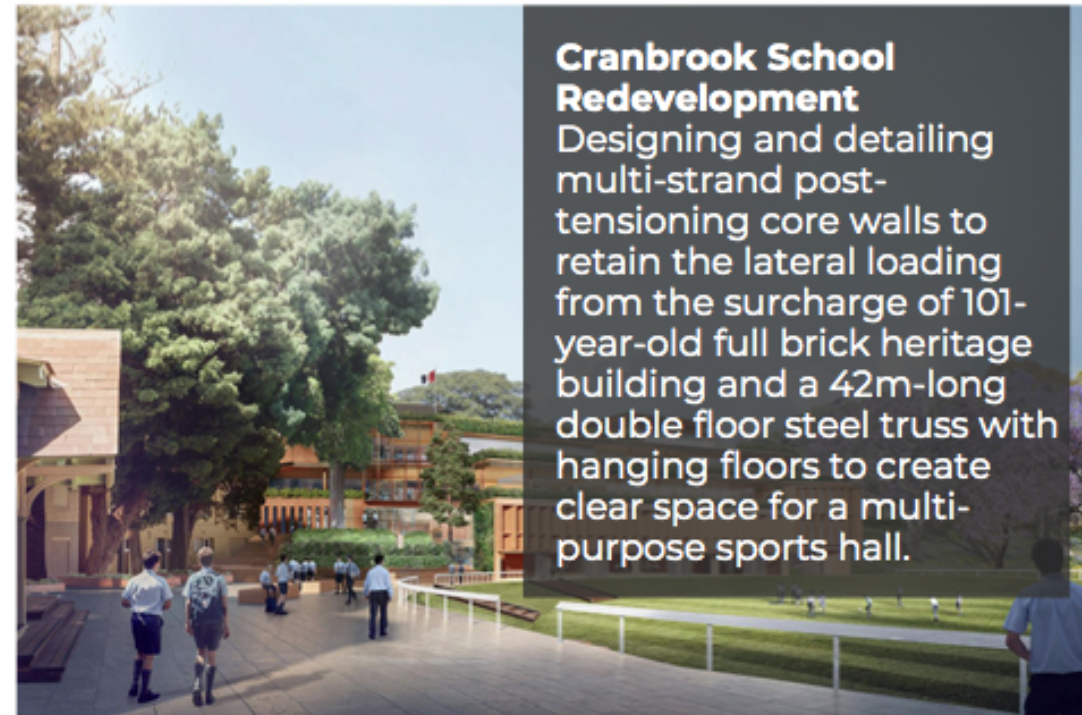 Cranbrook School
Redevelopment
Designing and detailing
multi-strand post-
tensioning core walls to
retain the lateral loading
from the surcharge of 101-
year-old full brick heritage
building and a 42m-long
double floor steel truss with
hanging floors to create
clear space for a multi-
purpose sports hall.